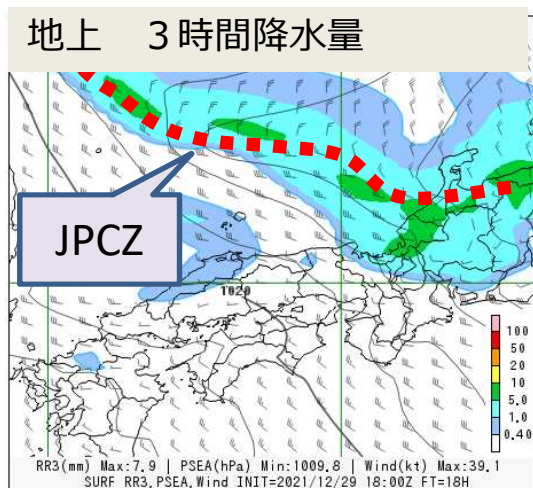 地上　３時間降水量
JPCZ
1020
100
50
20
10
5.0
1.0
0.40
RR3(mm) Max:7.9 | PSEA(hPa) Min:1009.8 | Wind(kt) Max:39.1
SURF RR3,PSEA,Wind INIT=2021/12/29 18:00Z FT=18H